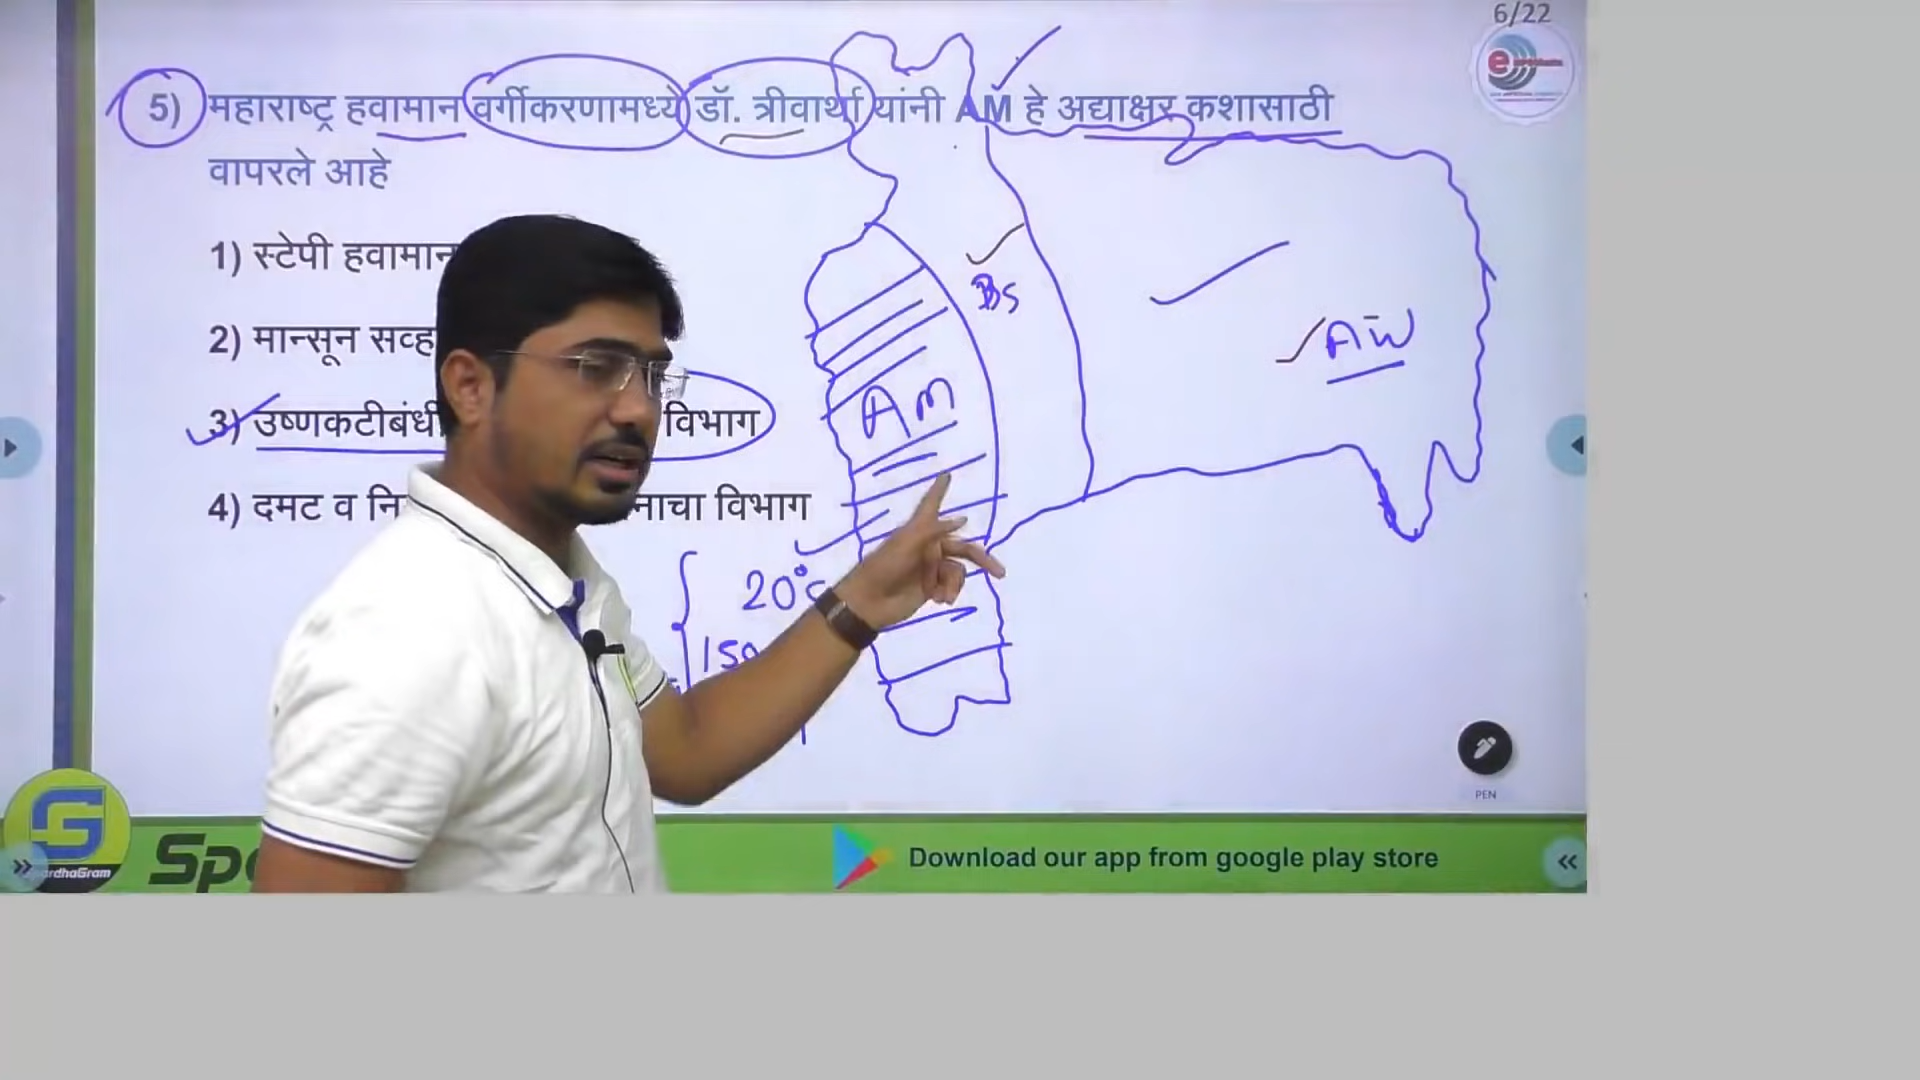 6/22
5) महाराष्ट्र हवामान वर्गीकरणामध्ये डॉ. त्रीवार्था यांनी AM हे अद्याक्षर कशासाठी
वापरले आहे
1) स्टेपी हवामान
2) मान्सून सव्ह
3) उष्णकटीबंधी विभाग
4) दमट व नि नाचा विभाग
Bs
Aw
Am
20°c
150
PEN
Download our app from google play store